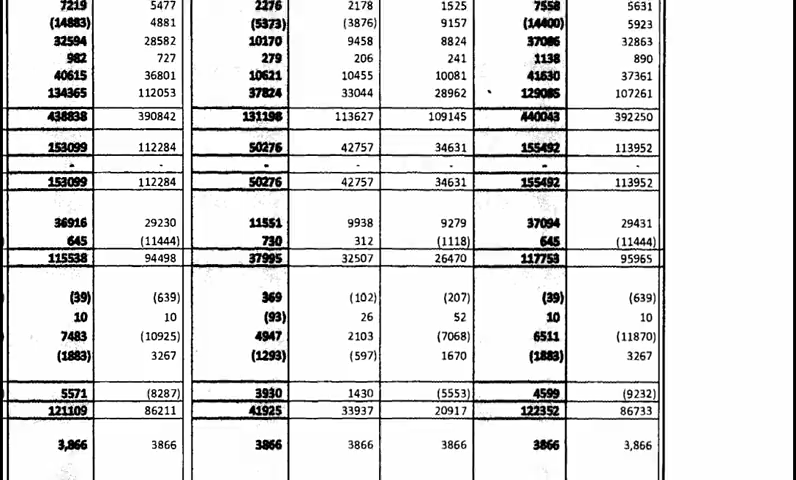 7219 5477 2276 2178 1525 7558 5631
(14883) 4881 (5373) (3876) 9157 (14400) 5923
32594 28582 10170 9458 8824 37086 32863
982 727 279 206 241 1138 890
40615 36801 10621 10455 10081 41630 37361
134365 112053 37824 33044 28962 129085 107261
438838 390842 131198 113627 109145 440043 392250
153099 112284 50276 42757 34631 155492 113952
- - - - - - -
153099 112284 50276 42757 34631 155492 113952
36916 29230 11551 9938 9279 37094 29431
645 (11444) 730 312 (1118) 645 (11444)
115538 94498 37995 32507 26470 117753 95965
(39) (639) 369 (102) (207) (39) (639)
10 10 (93) 26 52 10 10
7483 (10925) 4947 2103 (7068) 6511 (11870)
(1883) 3267 (1293) (597) 1670 (1883) 3267
5571 (8287) 3930 1430 (5553) 4599 (9232)
121109 86211 41925 33937 20917 122352 86733
3,866 3866 3866 3866 3866 3866 3,866